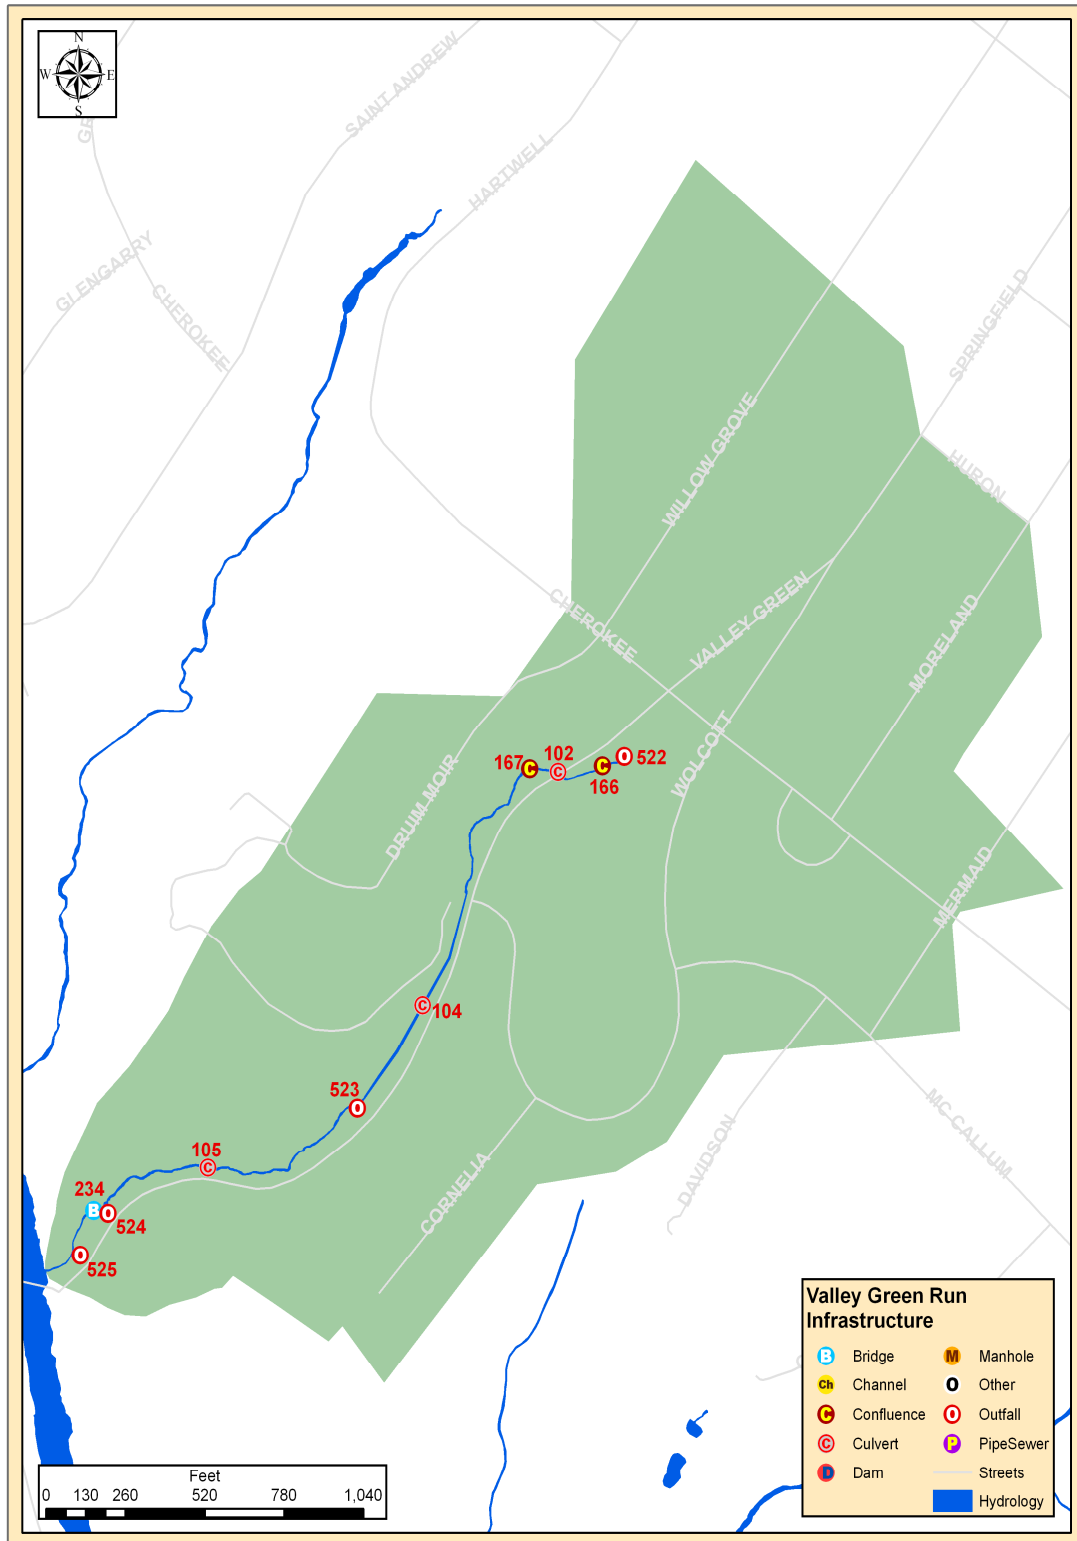 N
W E
S
SAINT ANDREW
HARTWELL
GLENGARRY
CHEROKEE
SPRINGFIELD
WILLOW GROVE
HURON
CHEROKEE
VALLEY GREEN
MORELAND
WOLCOTT
DRUIM MOIR
MERMAID
167
C
102
C
C
166
O
522
C
104
523
O
105
C
234
B
O
524
O
525
CORNELIA
DAVIDSON
MC CALLUM
Valley Green Run
Infrastructure
B Bridge
M Manhole
Ch Channel
O Other
C Confluence
O Outfall
C Culvert
P PipeSewer
D Dam
Streets
Hydrology
Feet
0 130 260 520 780 1,040